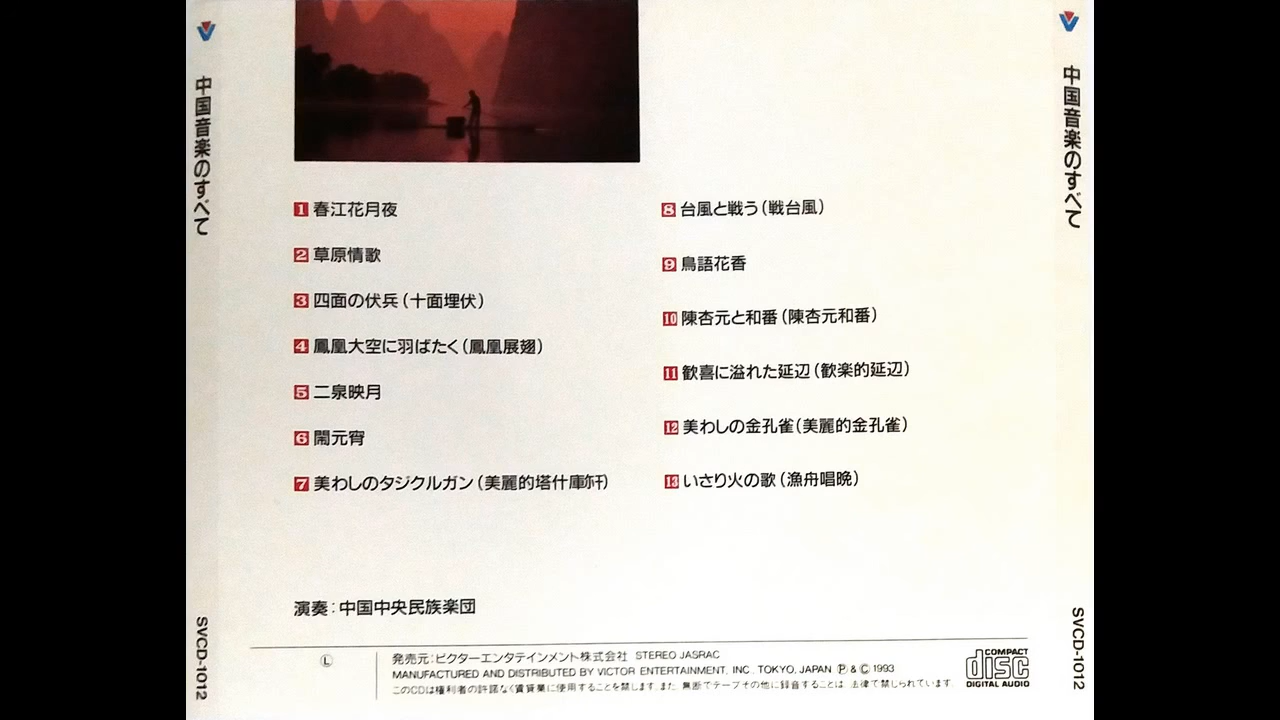 中国音楽のすべて
SVCD-1012
1 春江花月夜
2 草原情歌
3 四面の伏兵(十面埋伏)
4 鳳凰大空に羽ばたく(鳳凰展翅)
5 二泉映月
6 鬧元宵
7 美わしのタジクルガン(美麗的塔什庫尓干)
8 台風と戦う(戦台風)
9 鳥語花香
10 陳杏元と和番(陳杏元和番)
11 歓喜に溢れた延辺(歓楽的延辺)
12 美わしの金孔雀(美麗的金孔雀)
13 いさり火の歌(漁舟唱晩)
演奏:中国中央民族楽団
Ⓛ
発売元:ビクターエンタテインメント株式会社 STEREO JASRAC
MANUFACTURED AND DISTRIBUTED BY VICTOR ENTERTAINMENT, INC., TOKYO, JAPAN Ⓟ & Ⓒ 1993
このCDは権利者の許諾なく賃貸業に使用することを禁じます。また、無断でテープその他に録音することは、法律で禁じられています。
COMPACT
disc
DIGITAL AUDIO
中国音楽のすべて
SVCD-1012